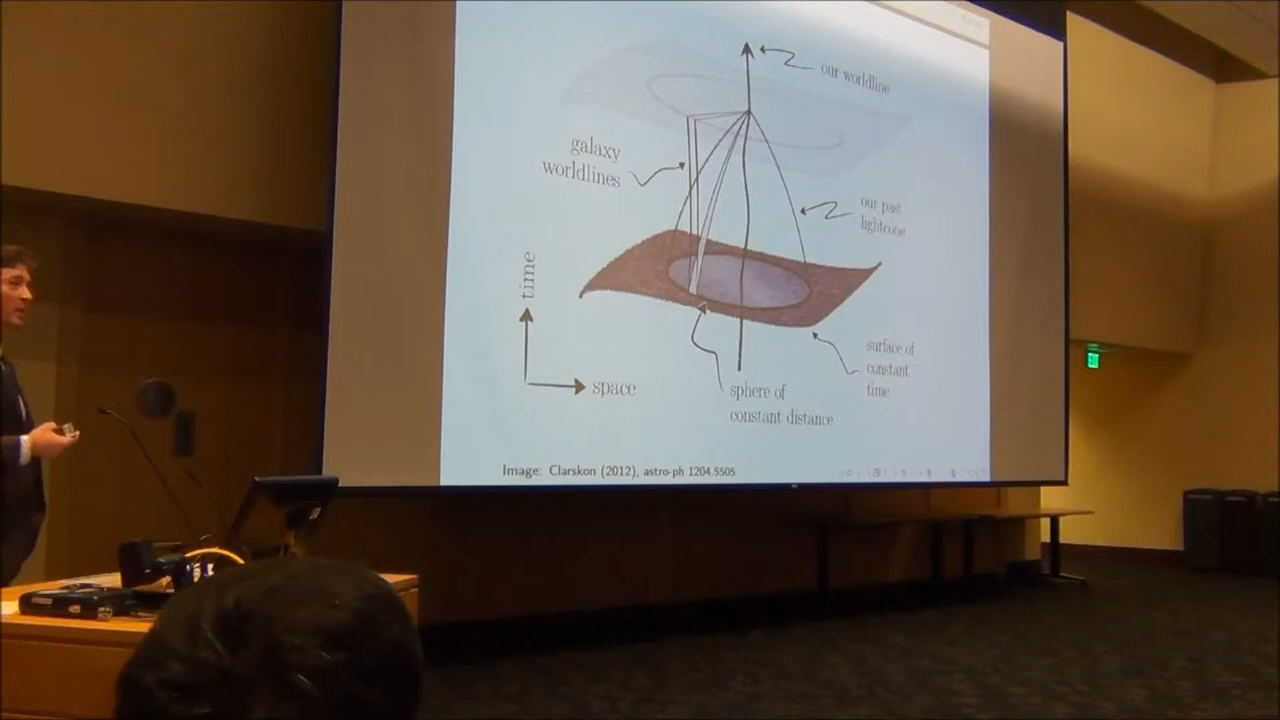 our worldline
galaxy
worldlines
our past
lightcone
time
space
surface of
constant
time
sphere of
constant distance
Image: Clarskon (2012), astro-ph 1204.5505